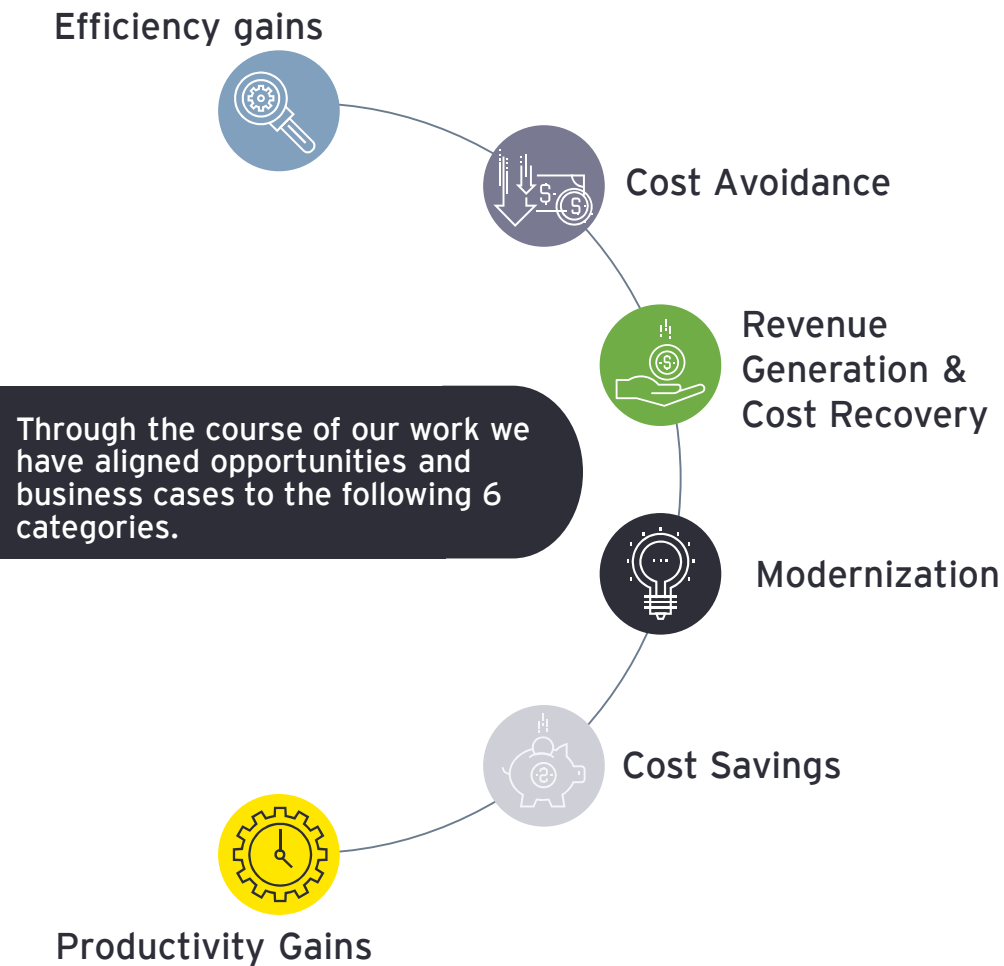 Efficiency gains
Cost Avoidance
Revenue
Generation &
Cost Recovery
Through the course of our work we
have aligned opportunities and
business cases to the following 6
categories.
Modernization
Cost Savings
Productivity Gains